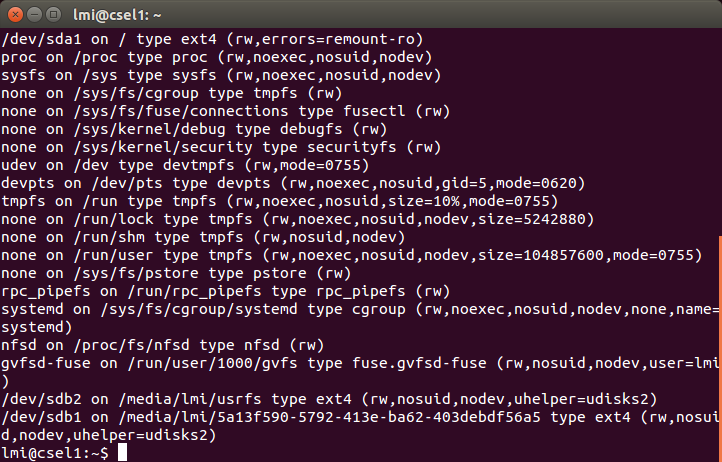 lmi@csel1: ~
/dev/sda1 on / type ext4 (rw,errors=remount-ro)
proc on /proc type proc (rw,noexec,nosuid,nodev)
sysfs on /sys type sysfs (rw,noexec,nosuid,nodev)
none on /sys/fs/cgroup type tmpfs (rw)
none on /sys/fs/fuse/connections type fusectl (rw)
none on /sys/kernel/debug type debugfs (rw)
none on /sys/kernel/security type securityfs (rw)
udev on /dev type devtmpfs (rw,mode=0755)
devpts on /dev/pts type devpts (rw,noexec,nosuid,gid=5,mode=0620)
tmpfs on /run type tmpfs (rw,noexec,nosuid,size=10%,mode=0755)
none on /run/lock type tmpfs (rw,noexec,nosuid,nodev,size=5242880)
none on /run/shm type tmpfs (rw,nosuid,nodev)
none on /run/user type tmpfs (rw,noexec,nosuid,nodev,size=104857600,mode=0755)
none on /sys/fs/pstore type pstore (rw)
rpc_pipefs on /run/rpc_pipefs type rpc_pipefs (rw)
systemd on /sys/fs/cgroup/systemd type cgroup (rw,noexec,nosuid,nodev,none,name=
systemd)
nfsd on /proc/fs/nfsd type nfsd (rw)
gvfsd-fuse on /run/user/1000/gvfs type fuse.gvfsd-fuse (rw,nosuid,nodev,user=lmi
)
/dev/sdb2 on /media/lmi/usrfs type ext4 (rw,nosuid,nodev,uhelper=udisks2)
/dev/sdb1 on /media/lmi/5a13f590-5792-413e-ba62-403debdf56a5 type ext4 (rw,nosui
d,nodev,uhelper=udisks2)
lmi@csel1:~$